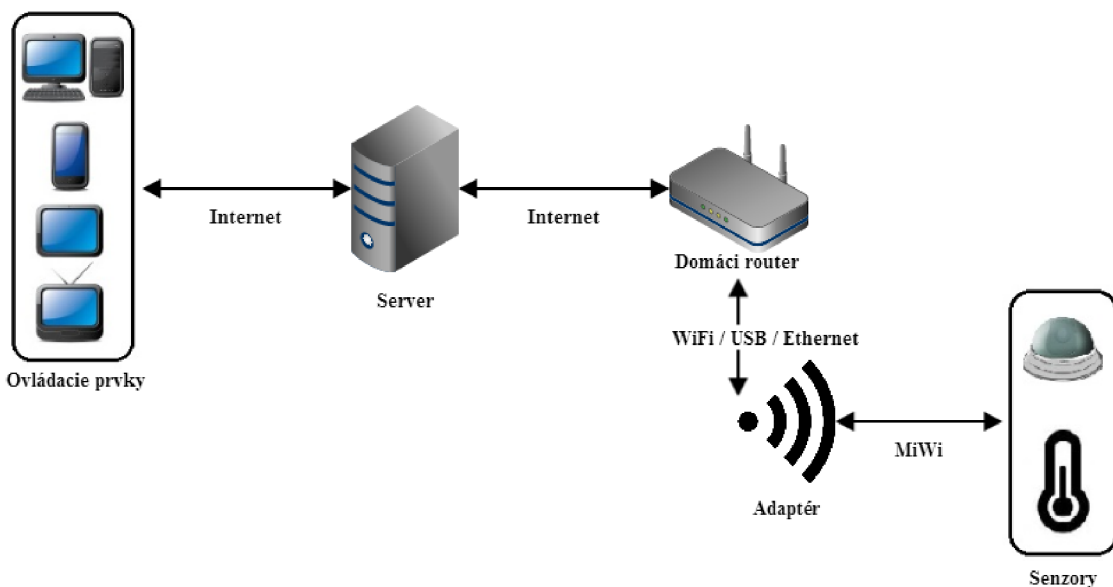 Internet
Internet
Domáci router
Server
WiFi / USB / Ethernet
Ovládacie prvky
MiWi
Adaptér
Senzory